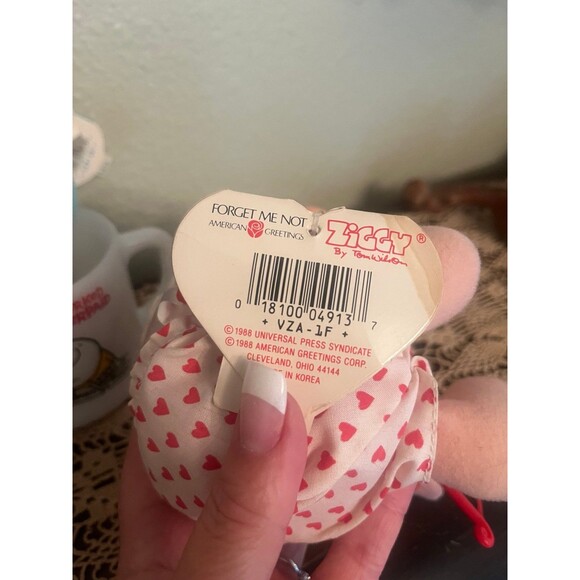 FORGET ME NOT
AMERICAN GREETINGS
ZiGGY ®
By Tom Wilson
0 18100 04913 7
+ VZA-1F +
© 1988 UNIVERSAL PRESS SYNDICATE
© 1988 AMERICAN GREETINGS CORP.
CLEVELAND, OHIO 44144
IN KOREA